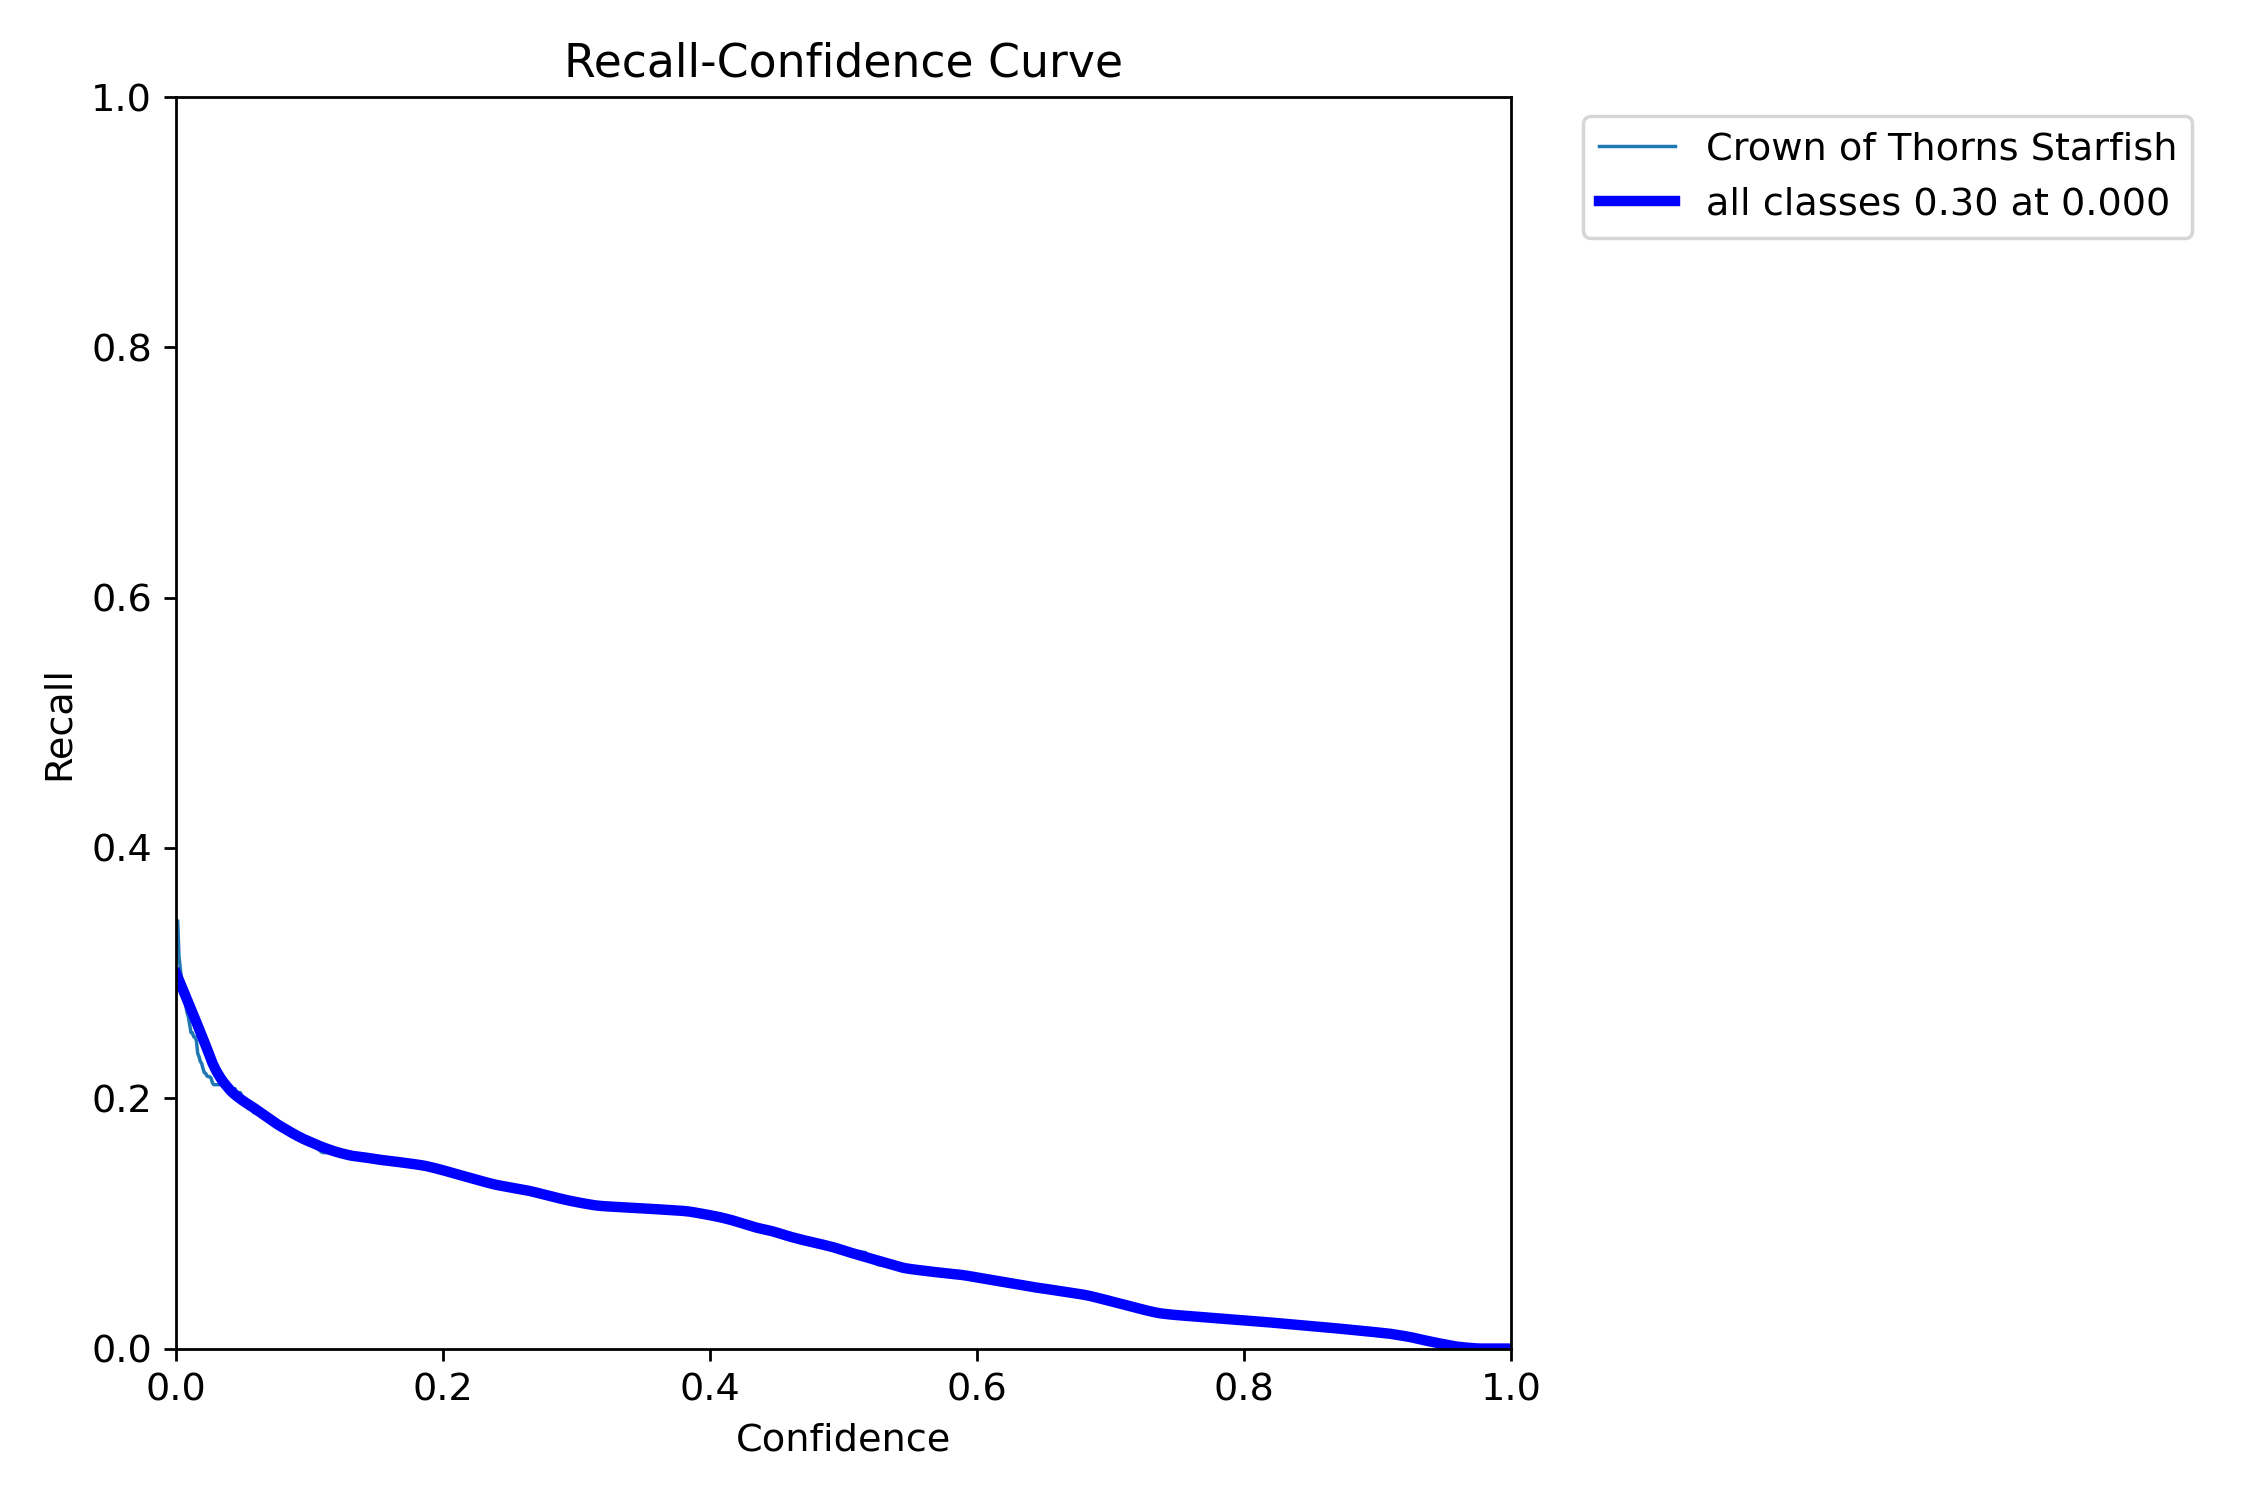 Recall-Confidence Curve
1.0
0.8
0.6
0.4
0.2
0.0
Recall
0.0 0.2 0.4 0.6 0.8 1.0
Confidence
Crown of Thorns Starfish
all classes 0.30 at 0.000